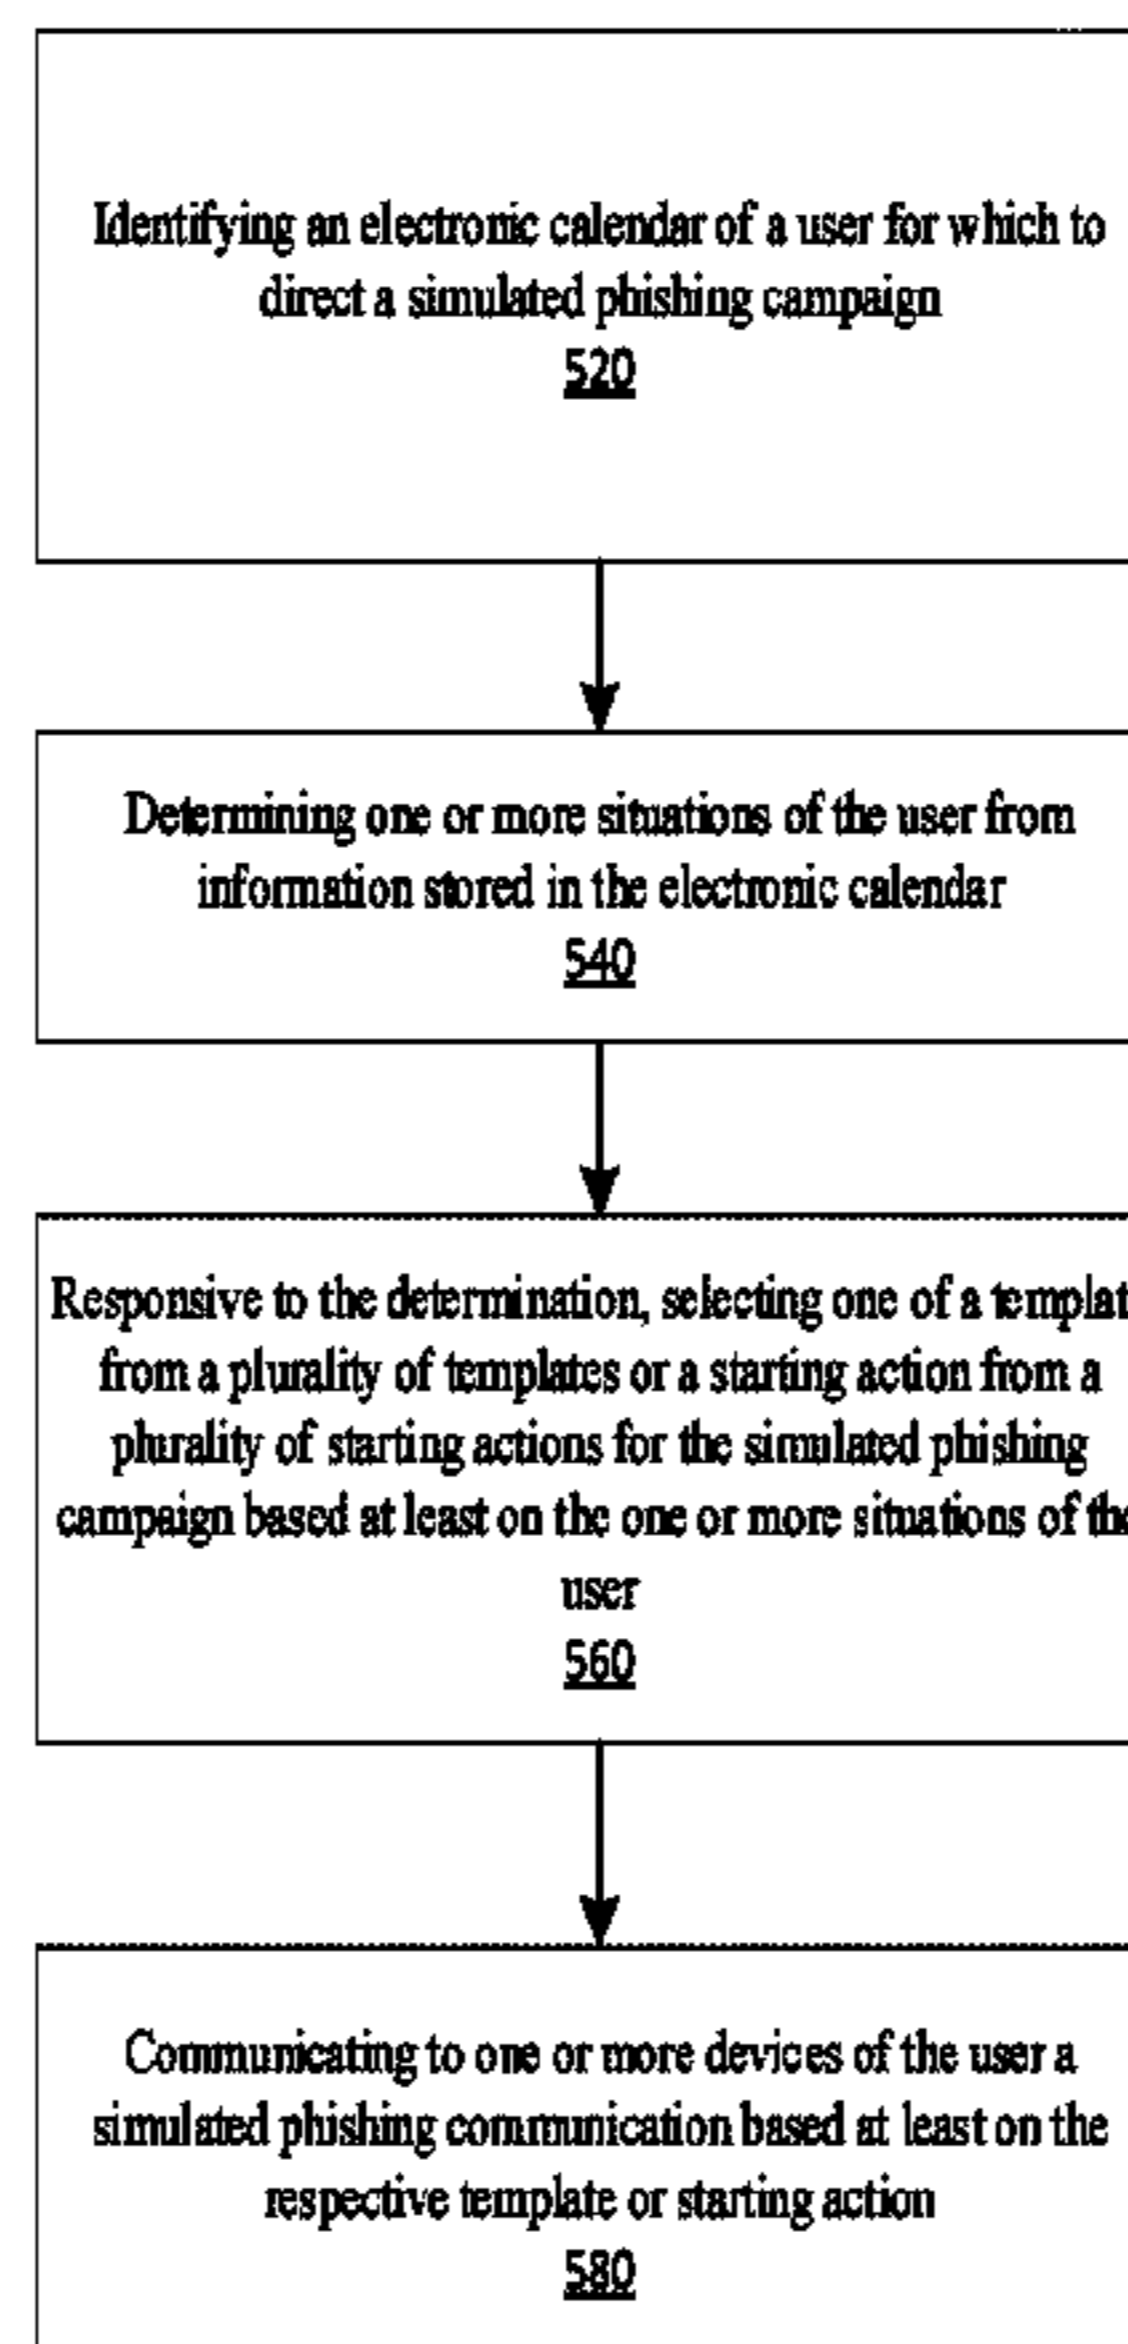 Identifying an electronic calendar of a user for which to
direct a simulated phishing campaign
520
Determining one or more situations of the user from
information stored in the electronic calendar
540
Responsive to the determination, selecting one of a templat
from a plurality of templates or a starting action from a
plurality of starting actions for the simulated phishing
campaign based at least on the one or more situations of the
user
560
Communicating to one or more devices of the user a
simulated phishing communication based at least on the
respective template or starting action
580